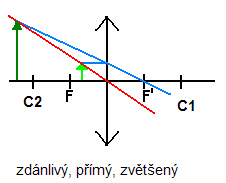 C2 F F' C1
zdánlivý, přímý, zvětšený